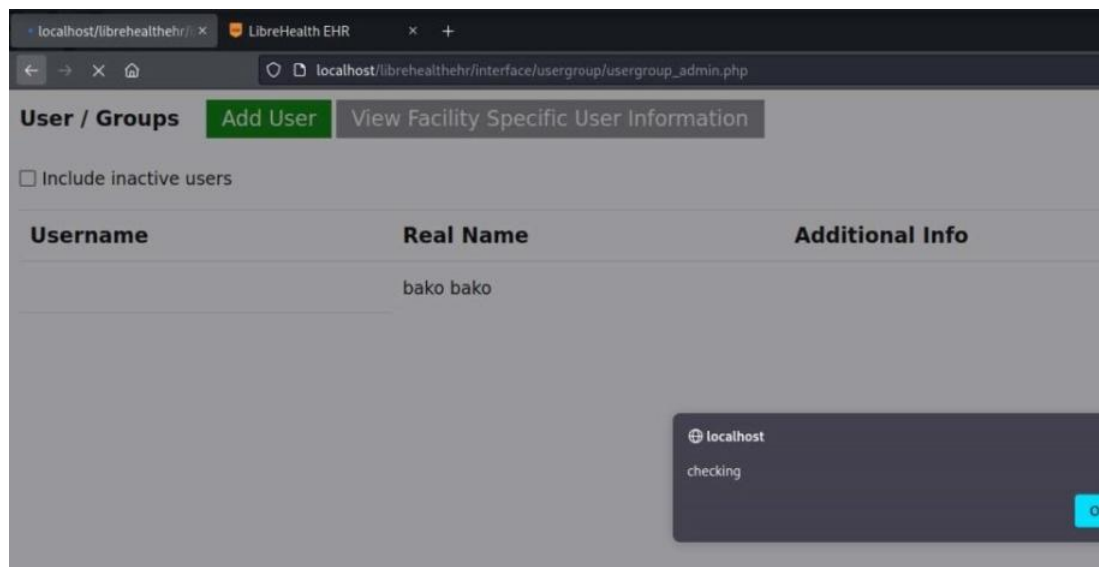 localhost/librehealthehr/i
LibreHealth EHR
localhost/librehealthehr/interface/usergroup/usergroup_admin.php
User / Groups
Add User
View Facility Specific User Information
Include inactive users
Username Real Name Additional Info
bako bako
localhost
checking